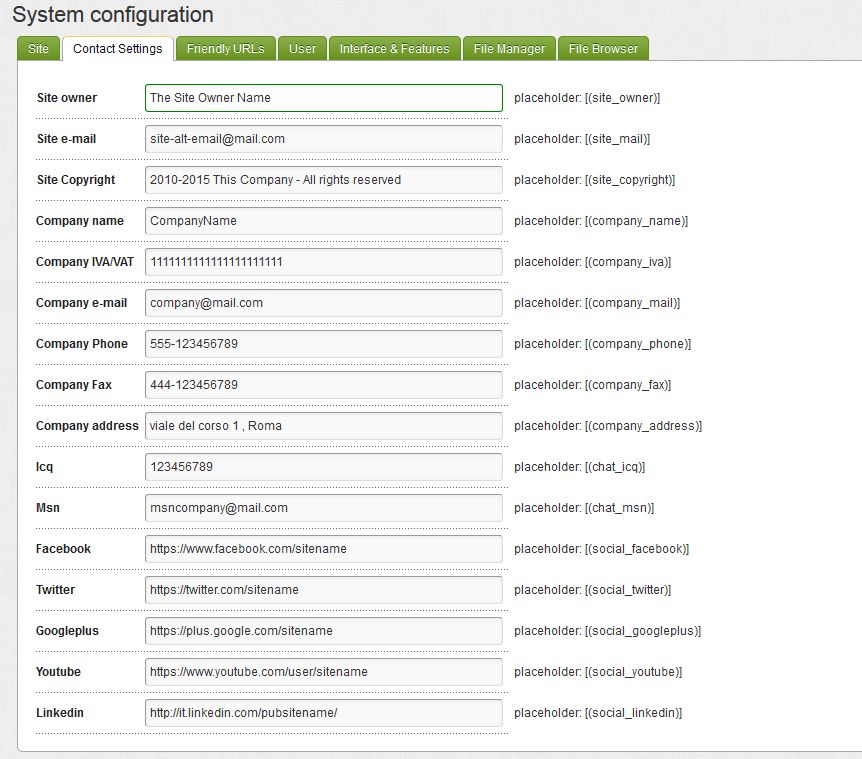 System configuration
Site Contact Settings Friendly URLs User Interface & Features File Manager File Browser
Site owner The Site Owner Name placeholder: [(site_owner)]
Site e-mail site-alt-email@mail.com placeholder: [(site_mail)]
Site Copyright 2010-2015 This Company - All rights reserved placeholder: [(site_copyright)]
Company name CompanyName placeholder: [(company_name)]
Company IVA/VAT 1111111111111111111111 placeholder: [(company_iva)]
Company e-mail company@mail.com placeholder: [(company_mail)]
Company Phone 555-123456789 placeholder: [(company_phone)]
Company Fax 444-123456789 placeholder: [(company_fax)]
Company address viale del corso 1 , Roma placeholder: [(company_address)]
Icq 123456789 placeholder: [(chat_icq)]
Msn msncompany@mail.com placeholder: [(chat_msn)]
Facebook https://www.facebook.com/sitename placeholder: [(social_facebook)]
Twitter https://twitter.com/sitename placeholder: [(social_twitter)]
Googleplus https://plus.google.com/sitename placeholder: [(social_googleplus)]
Youtube https://www.youtube.com/user/sitename placeholder: [(social_youtube)]
Linkedin http://it.linkedin.com/pubsitename/ placeholder: [(social_linkedin)]